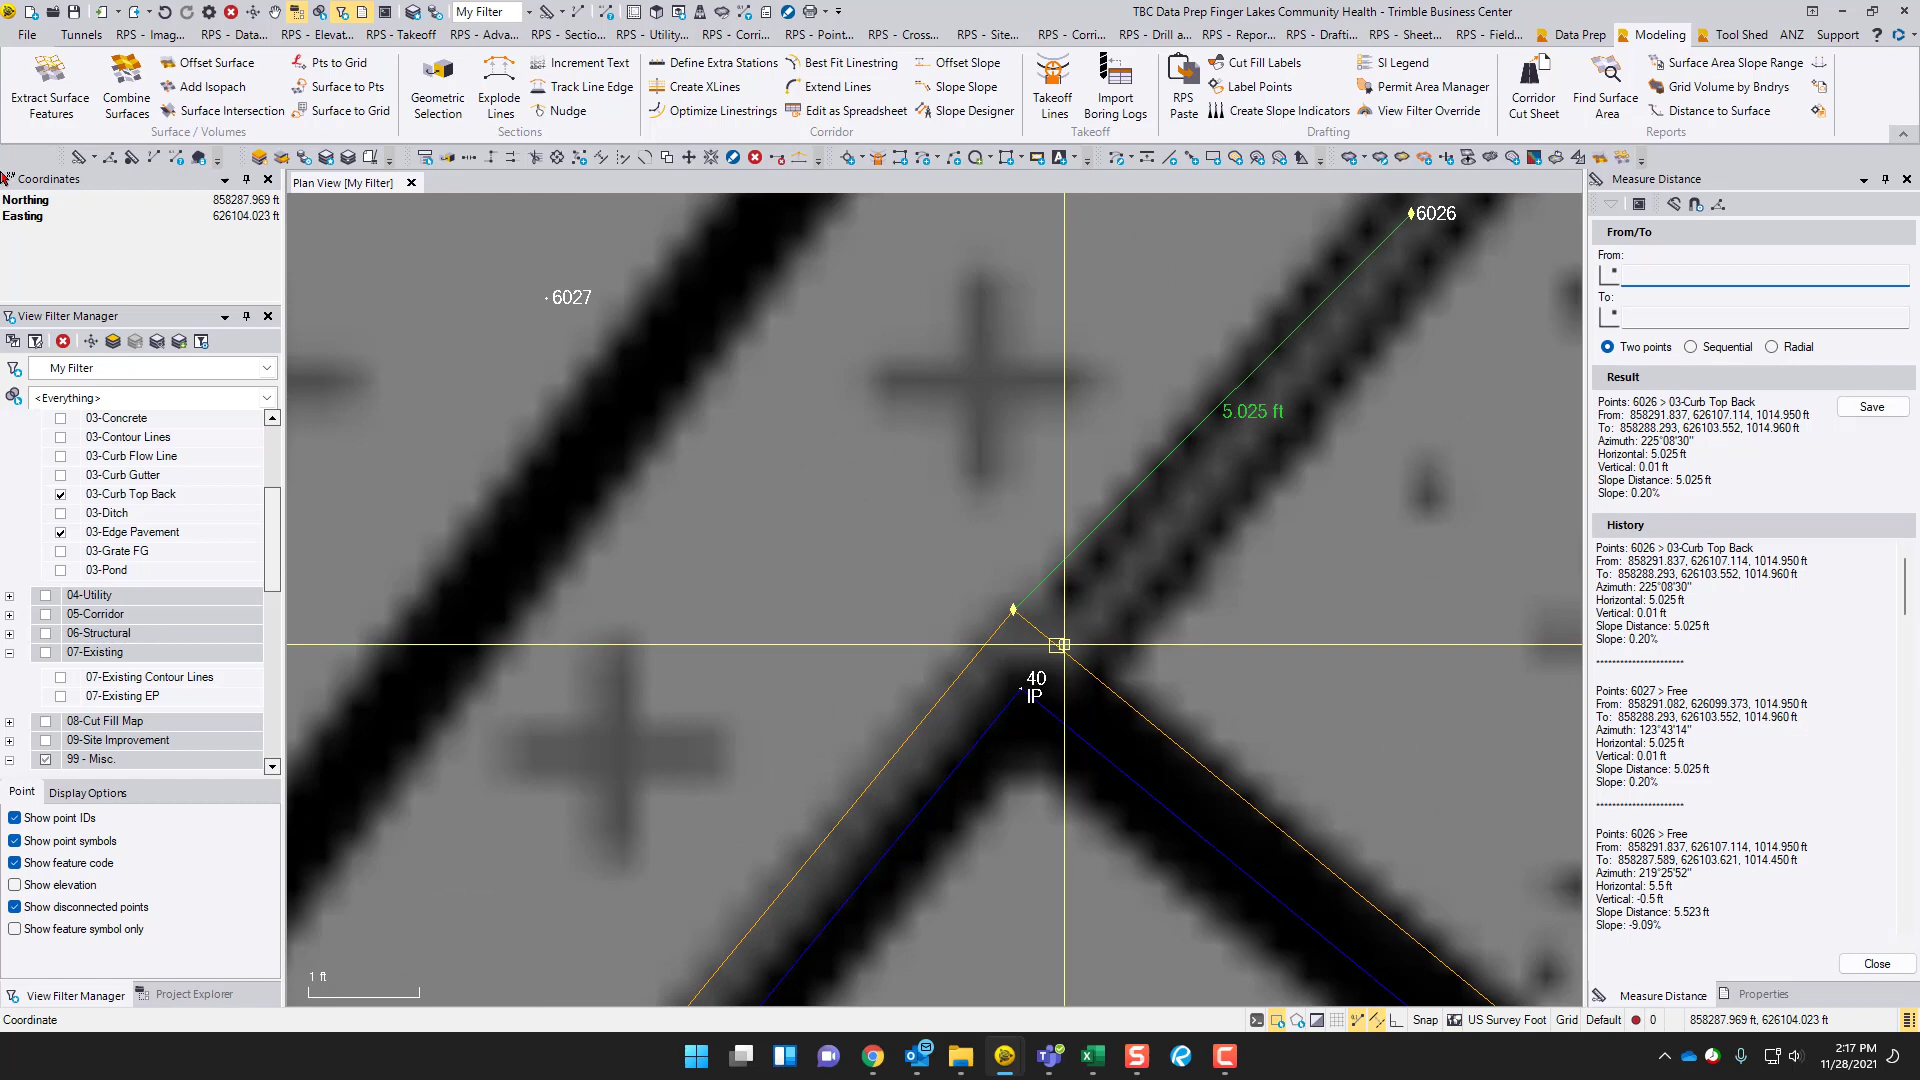 My Filter
TBC Data Prep Finger Lakes Community Health - Trimble Business Center
File
Tunnels
RPS - Imag...
RPS - Data...
RPS - Elevat...
RPS - Takeoff
RPS - Adva...
RPS - Sectio...
RPS - Utility...
RPS - Corri...
RPS - Point...
RPS - Cross...
RPS - Site...
RPS - Corri...
RPS - Drill a...
RPS - Repor...
RPS - Drafti...
RPS - Sheet...
RPS - Field...
Data Prep
Modeling
Tool Shed
ANZ
Support
Extract Surface
Features
Combine
Surfaces
Offset Surface
Add Isopach
Surface Intersection
Pts to Grid
Surface to Pts
Surface to Grid
Surface / Volumes
Geometric
Selection
Explode
Lines
Increment Text
Track Line Edge
Nudge
Sections
Define Extra Stations
Create XLines
Optimize Linestrings
Best Fit Linestring
Extend Lines
Edit as Spreadsheet
Offset Slope
Slope Slope
Slope Designer
Corridor
Takeoff
Lines
Import
Boring Logs
Takeoff
RPS
Paste
Cut Fill Labels
Label Points
Create Slope Indicators
SI Legend
Permit Area Manager
View Filter Override
Drafting
Corridor
Cut Sheet
Find Surface
Area
Surface Area Slope Range
Grid Volume by Bndrys
Distance to Surface
Reports
Coordinates
Northing 858287.969 ft
Easting 626104.023 ft
View Filter Manager
My Filter
<Everything>
03-Concrete
03-Contour Lines
03-Curb Flow Line
03-Curb Gutter
03-Curb Top Back
03-Ditch
03-Edge Pavement
03-Grate FG
03-Pond
04-Utility
05-Corridor
06-Structural
07-Existing
07-Existing Contour Lines
07-Existing EP
08-Cut Fill Map
09-Site Improvement
99 - Misc.
Point
Display Options
Show point IDs
Show point symbols
Show feature code
Show elevation
Show disconnected points
Show feature symbol only
View Filter Manager
Project Explorer
Coordinate
Plan View [My Filter]
6026
6027
5.025 ft
40
IP
1 ft
Measure Distance
From/To
From:
To:
Two points
Sequential
Radial
Result
Points: 6026 > 03-Curb Top Back
From: 858291.837, 626107.114, 1014.950 ft
To: 858288.293, 626103.552, 1014.960 ft
Azimuth: 225°08'30"
Horizontal: 5.025 ft
Vertical: 0.01 ft
Slope Distance: 5.025 ft
Slope: 0.20%
Save
History
Points: 6026 > 03-Curb Top Back
From: 858291.837, 626107.114, 1014.950 ft
To: 858288.293, 626103.552, 1014.960 ft
Azimuth: 225°08'30"
Horizontal: 5.025 ft
Vertical: 0.01 ft
Slope Distance: 5.025 ft
Slope: 0.20%
**********************
Points: 6027 > Free
From: 858291.082, 626099.373, 1014.950 ft
To: 858288.293, 626103.552, 1014.960 ft
Azimuth: 123°43'14"
Horizontal: 5.025 ft
Vertical: 0.01 ft
Slope Distance: 5.025 ft
Slope: 0.20%
**********************
Points: 6026 > Free
From: 858291.837, 626107.114, 1014.950 ft
To: 858287.589, 626103.621, 1014.450 ft
Azimuth: 219°25'52"
Horizontal: 5.5 ft
Vertical: -0.5 ft
Slope Distance: 5.523 ft
Slope: -9.09%
Close
Measure Distance
Properties
Snap
US Survey Foot
Grid
Default
0
858287.969 ft, 626104.023 ft
2:17 PM
11/28/2021